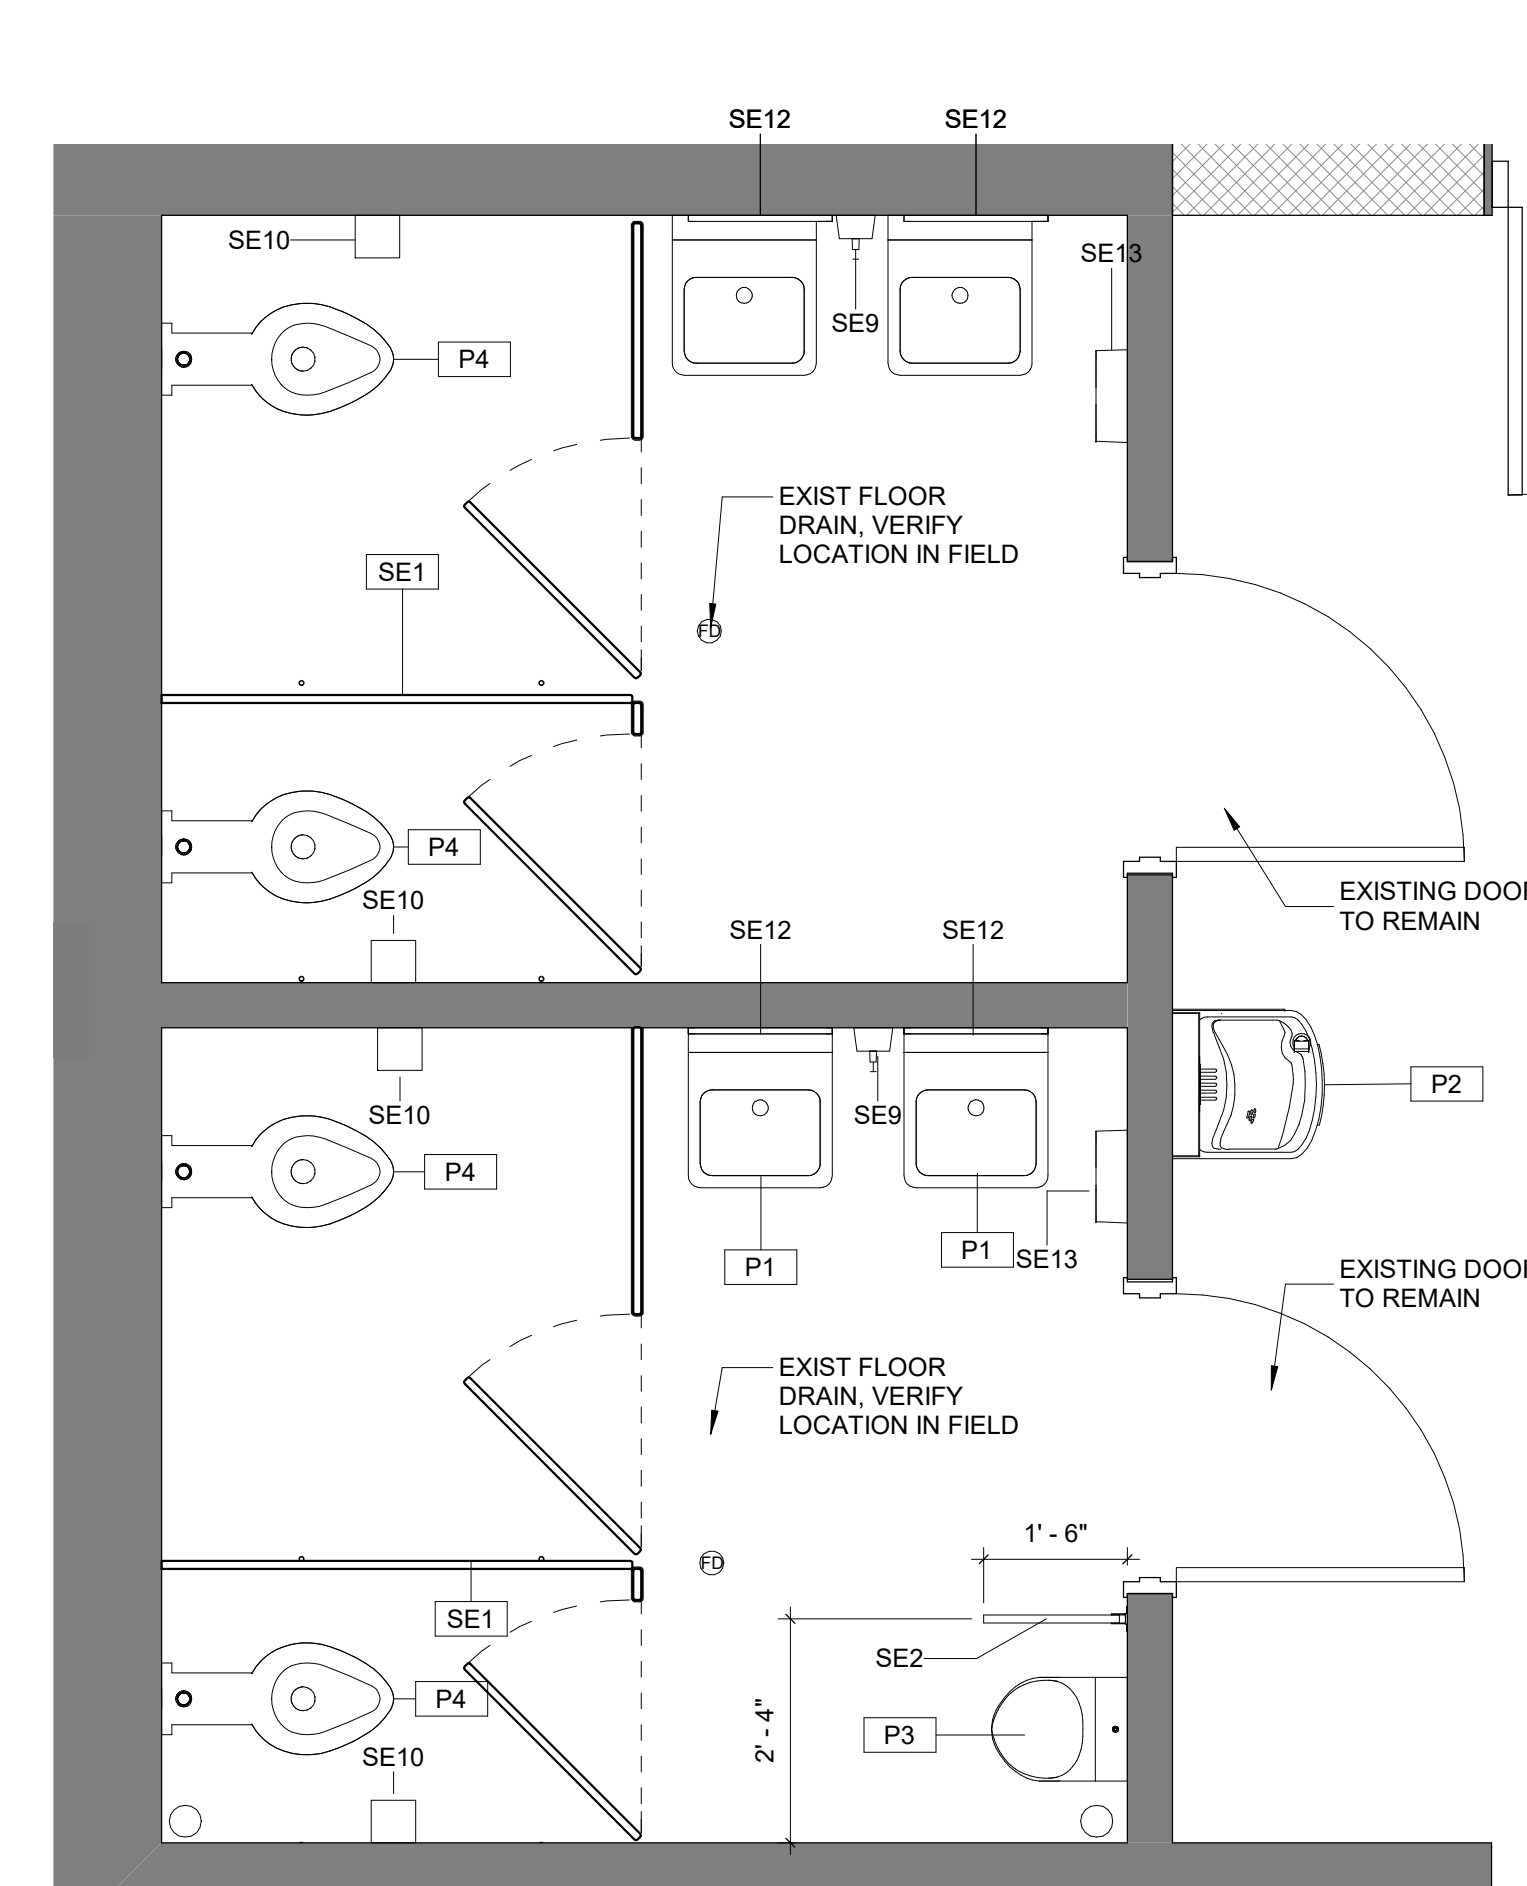 SE12
SE12
SE10
SE13
SE9
P4
EXIST FLOOR
DRAIN, VERIFY
LOCATION IN FIELD
SE1
FD
P4
SE10
EXISTING DOOR
TO REMAIN
SE12
SE12
P2
SE10
SE9
P4
P1
P1
SE13
EXISTING DOOR
TO REMAIN
EXIST FLOOR
DRAIN, VERIFY
LOCATION IN FIELD
1' - 6"
FD
SE1
SE2
P4
2' - 4"
P3
SE10